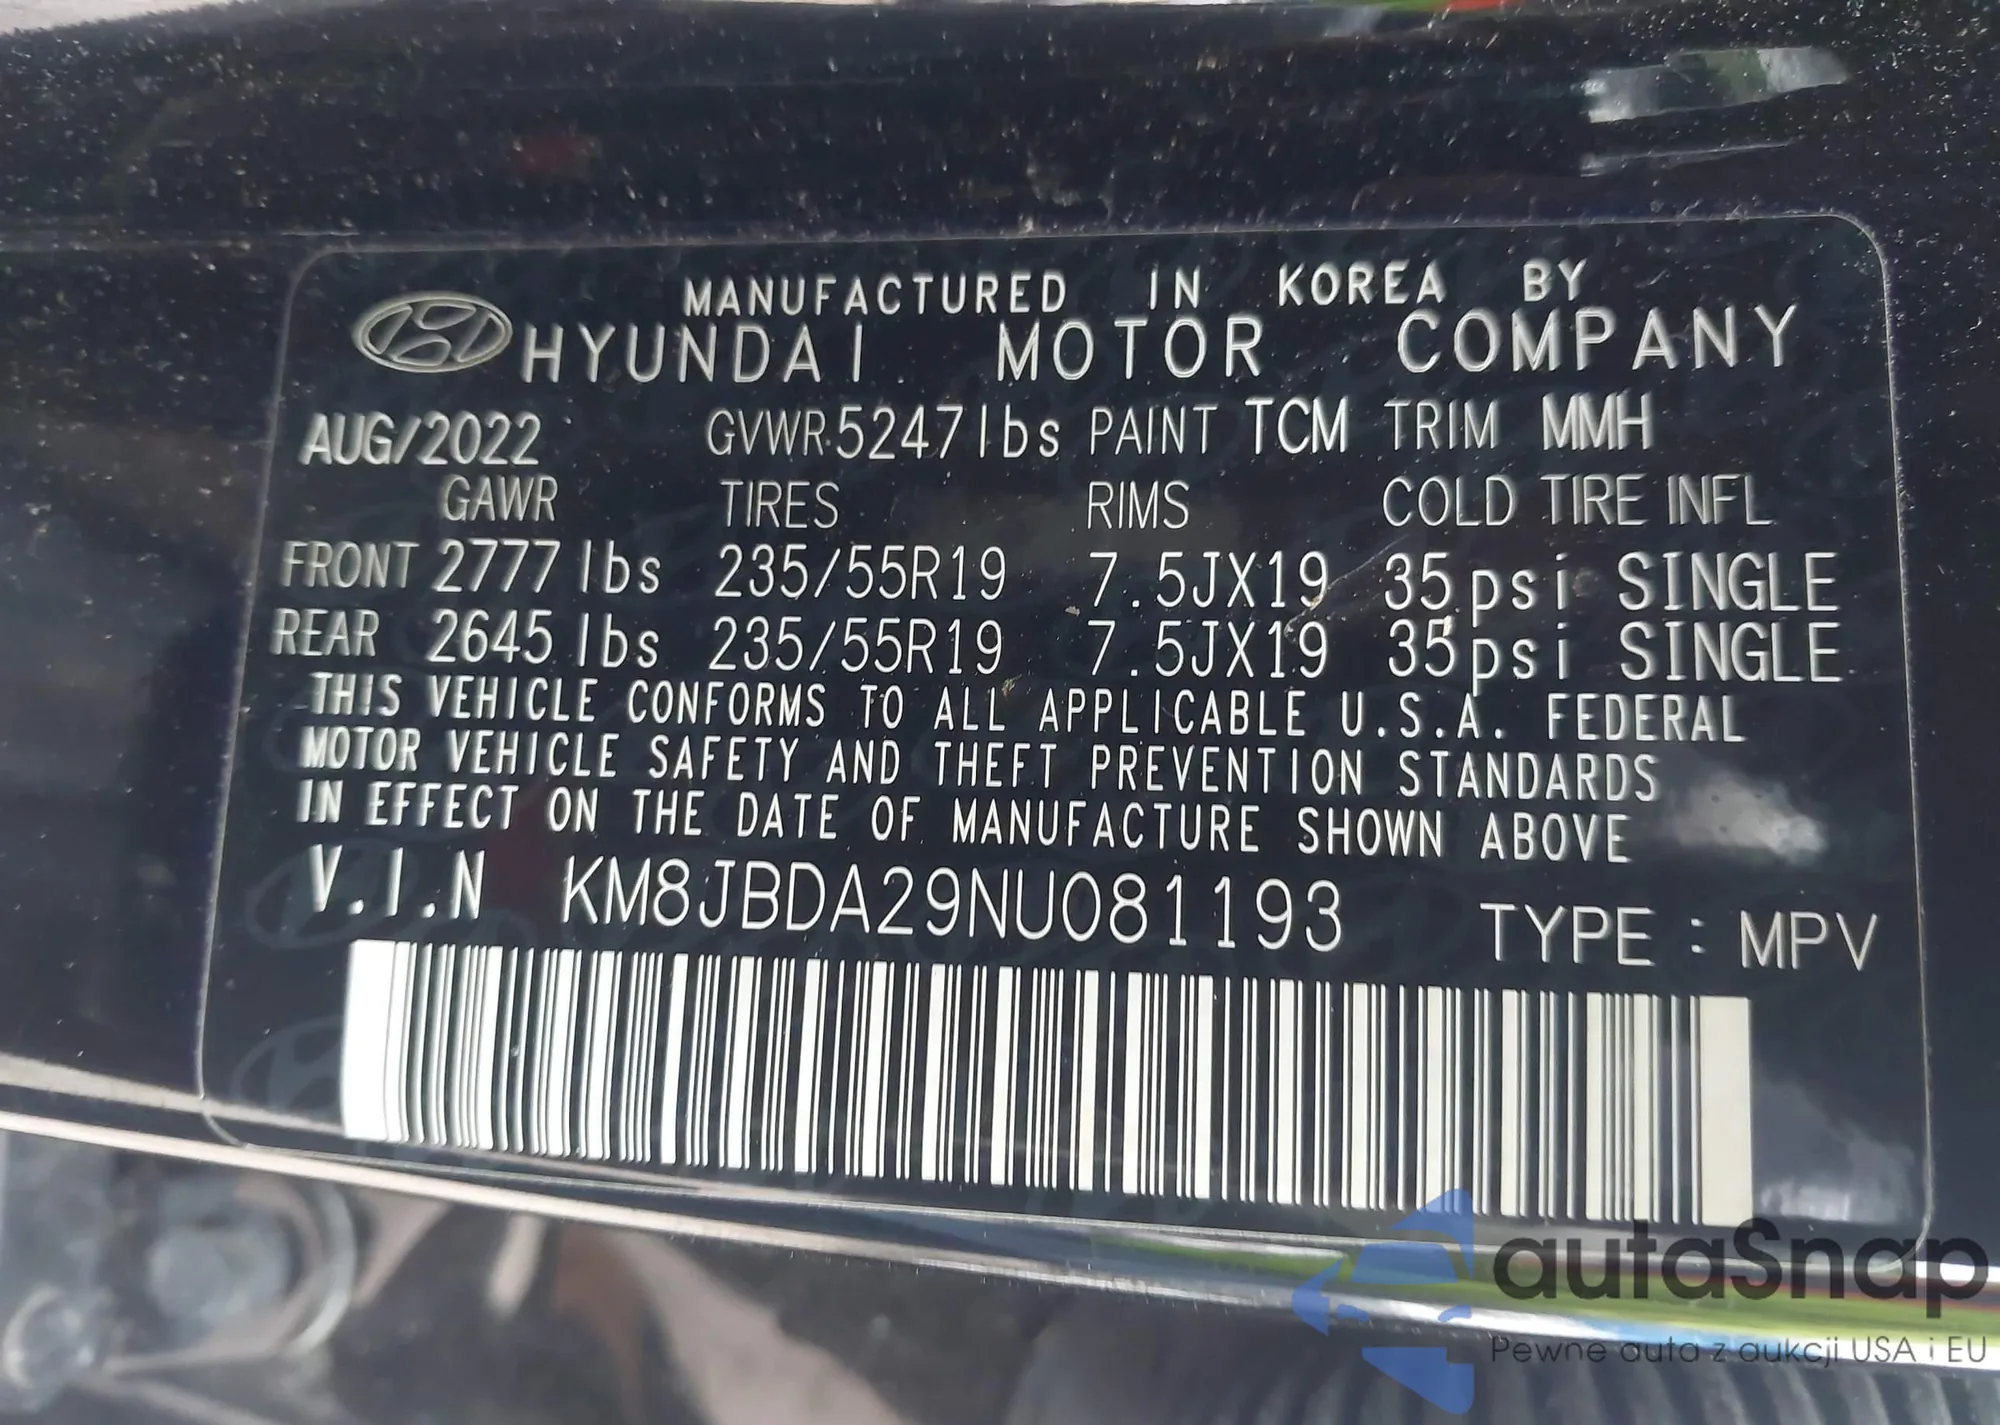 MANUFACTURED IN KOREA BY
HYUNDAI MOTOR COMPANY
AUG/2022 GVWR 5247lbs PAINT TCM TRIM MMH
GAWR TIRES RIMS COLD TIRE INFL
FRONT 2777 lbs 235/55R19 7.5JX19 35psi SINGLE
REAR 2645 lbs 235/55R19 7.5JX19 35psi SINGLE
THIS VEHICLE CONFORMS TO ALL APPLICABLE U.S.A. FEDERAL
MOTOR VEHICLE SAFETY AND THEFT PREVENTION STANDARDS
IN EFFECT ON THE DATE OF MANUFACTURE SHOWN ABOVE
V.I.N KM8JBDA29NU081193 TYPE : MPV
autaSnap
Pewne auta z aukcji USA i EU